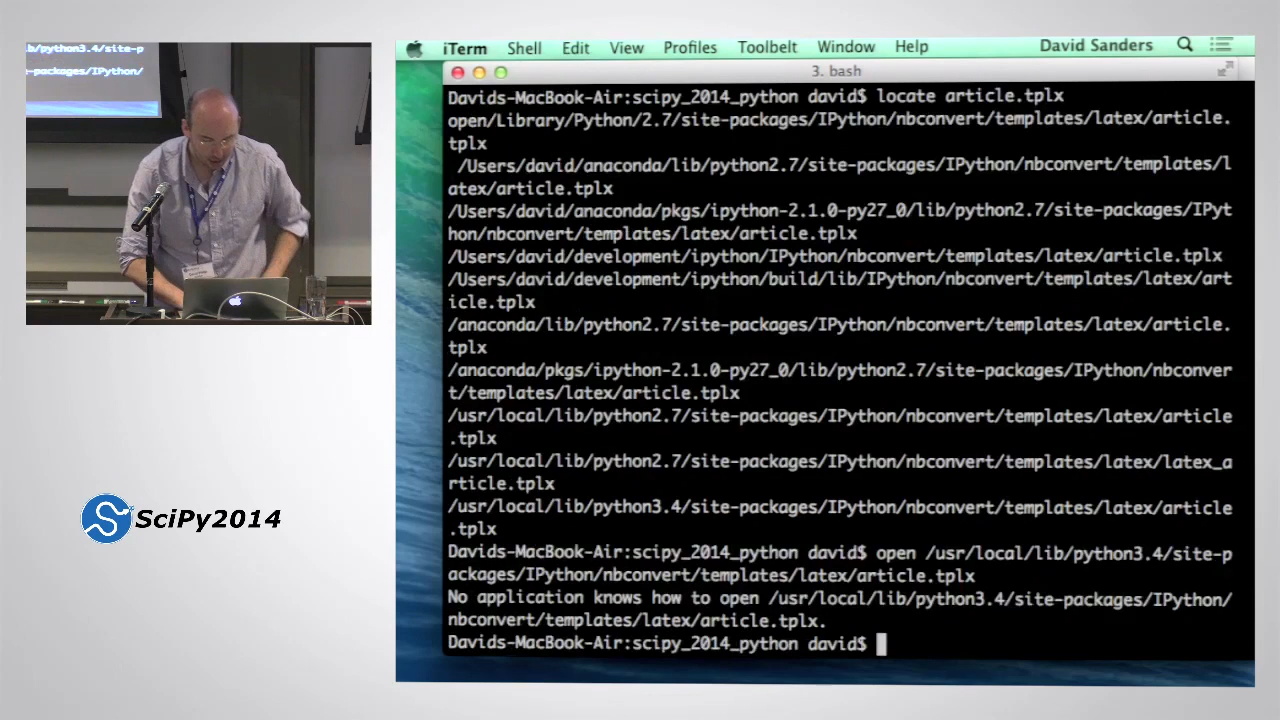 b/python3.4/site-p
-packages/IPython/
iTerm Shell Edit View Profiles Toolbelt Window Help David Sanders
3. bash
Davids-MacBook-Air:scipy_2014_python david$ locate article.tplx
open/Library/Python/2.7/site-packages/IPython/nbconvert/templates/latex/article.
tplx
/Users/david/anaconda/lib/python2.7/site-packages/IPython/nbconvert/templates/l
atex/article.tplx
/Users/david/anaconda/pkgs/ipython-2.1.0-py27_0/lib/python2.7/site-packages/IPyt
hon/nbconvert/templates/latex/article.tplx
/Users/david/development/ipython/IPython/nbconvert/templates/latex/article.tplx
/Users/david/development/ipython/build/lib/IPython/nbconvert/templates/latex/art
icle.tplx
/anaconda/lib/python2.7/site-packages/IPython/nbconvert/templates/latex/article.
tplx
/anaconda/pkgs/ipython-2.1.0-py27_0/lib/python2.7/site-packages/IPython/nbconver
t/templates/latex/article.tplx
/usr/local/lib/python2.7/site-packages/IPython/nbconvert/templates/latex/article
.tplx
/usr/local/lib/python2.7/site-packages/IPython/nbconvert/templates/latex/latex_a
rticle.tplx
/usr/local/lib/python3.4/site-packages/IPython/nbconvert/templates/latex/article
.tplx
Davids-MacBook-Air:scipy_2014_python david$ open /usr/local/lib/python3.4/site-p
ackages/IPython/nbconvert/templates/latex/article.tplx
No application knows how to open /usr/local/lib/python3.4/site-packages/IPython/
nbconvert/templates/latex/article.tplx.
Davids-MacBook-Air:scipy_2014_python david$
SciPy2014